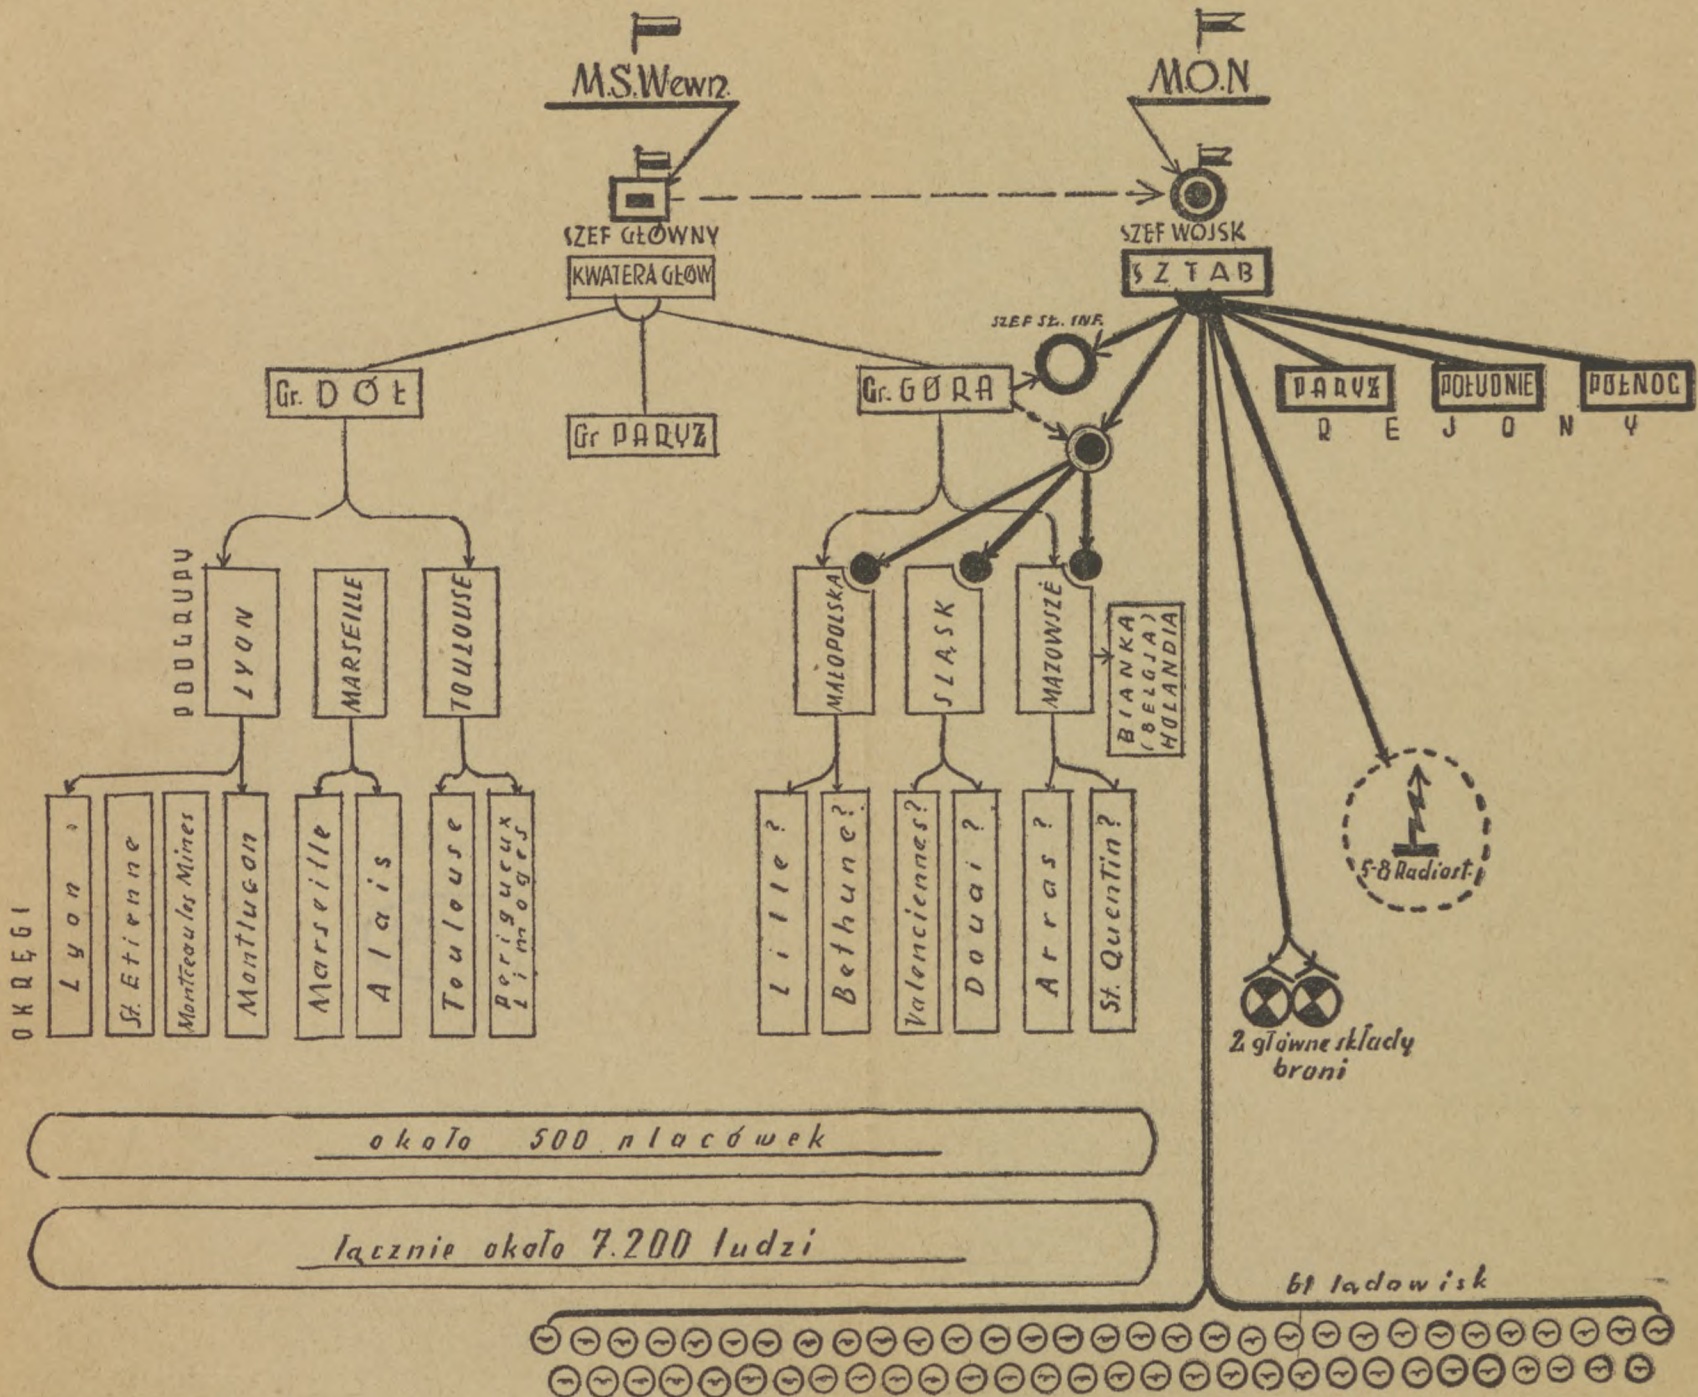 M.S.Wewn.
M.O.N
SZEF GŁÓWNY
SZEF WOJSK
KWATERA GŁÓW
SZTAB
SZEF SŁ. INF.
Gr. DÓŁ
Gr. GÓRA
Gr PARYŻ
PARYŻ
POŁUDNIE
PÓŁNOC
REJONY
PODGRUPY
LYON
MARSEILLE
TOULOUSE
MAŁOPOLSKA
SLĄSK
MAZOWSZE
BIANKA
(BELGJA)
HOLANDIA
OKRĘGI
Lyon
St. Etienne
Montceau les Mines
Montlucon
Marseille
Alais
Toulouse
Perigueux
Limoges
Lille?
Bethune?
Valenciennes?
Douai?
Arras?
St. Quentin?
5-8 Radiost.
2 główne składy
broni
około 500 placówek
łącznie około 7.200 ludzi
61 lądowisk